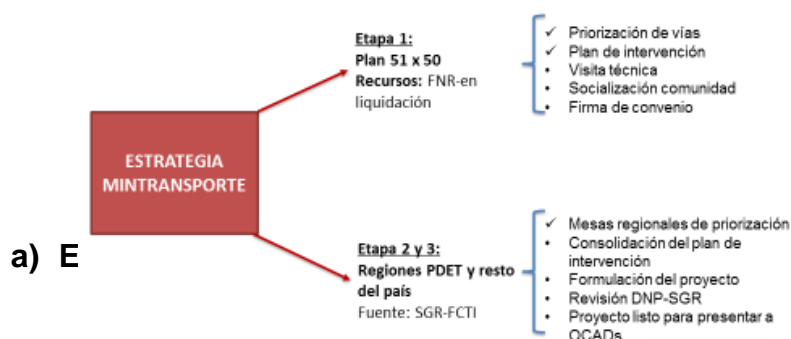 Etapa 1:
Plan 51 x 50
Recursos: FNR-en
liquidación
✓ Priorización de vías
✓ Plan de intervención
• Visita técnica
• Socialización comunidad
• Firma de convenio
ESTRATEGIA
MINTRANSPORTE
a) E
Etapa 2 y 3:
Regiones PDET y resto
del país
Fuente: SGR-FCTI
✓ Mesas regionales de priorización
• Consolidación del plan de
intervención
• Formulación del proyecto
• Revisión DNP-SGR
• Proyecto listo para presentar a
OCADs